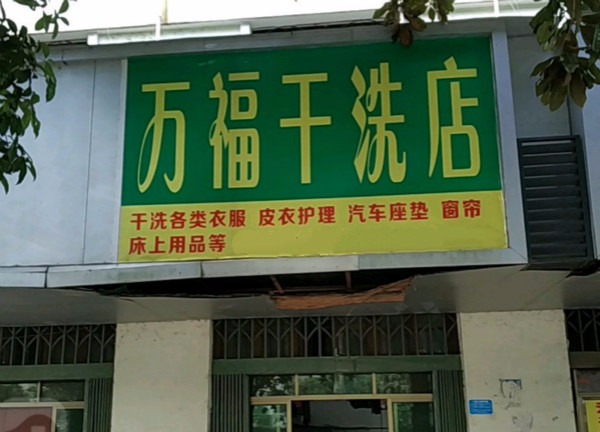 万福干洗店
干洗各类衣服 皮衣护理 汽车座垫 窗帘
床上用品等